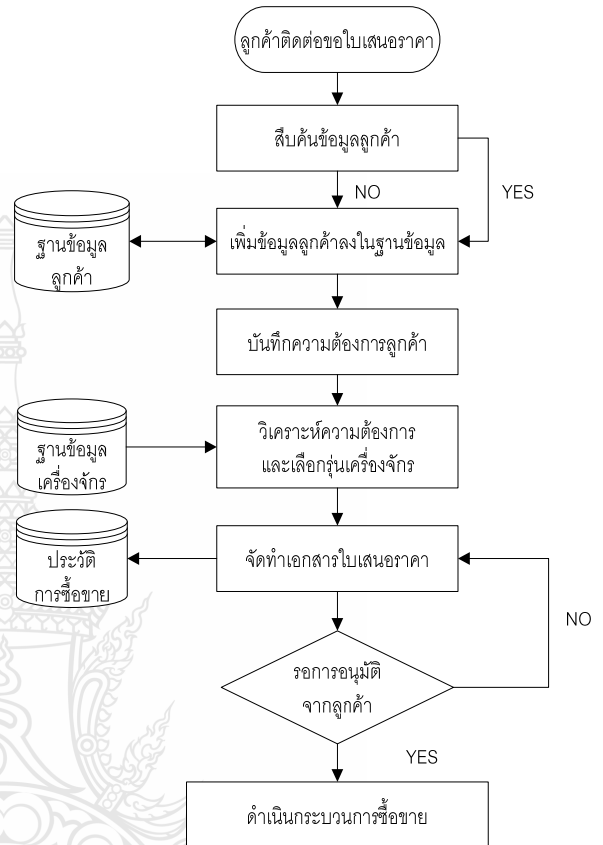 ลูกค้าติดต่อขอใบเสนอราคา
สืบค้นข้อมูลลูกค้า
NO
YES
ฐานข้อมูล
ลูกค้า
เพิ่มข้อมูลลูกค้าลงในฐานข้อมูล
บันทึกความต้องการลูกค้า
ฐานข้อมูล
เครื่องจักร
วิเคราะห์ความต้องการ
และเลือกรุ่นเครื่องจักร
ประวัติ
การซื้อขาย
จัดทำเอกสารใบเสนอราคา
NO
รอการอนุมัติ
จากลูกค้า
YES
ดำเนินกระบวนการซื้อขาย